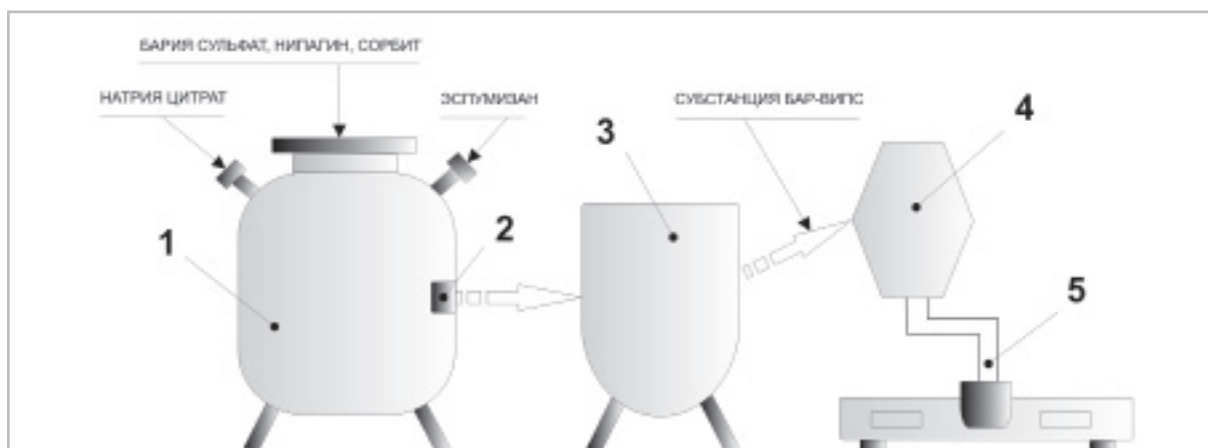 БАРИЯ СУЛЬФАТ, НИПАГИН, СОРБИТ
НАТРИЯ ЦИТРАТ
ЭСПУМИЗАН
СУБСТАНЦИЯ БАР-ВИПС
1
2
3
4
5